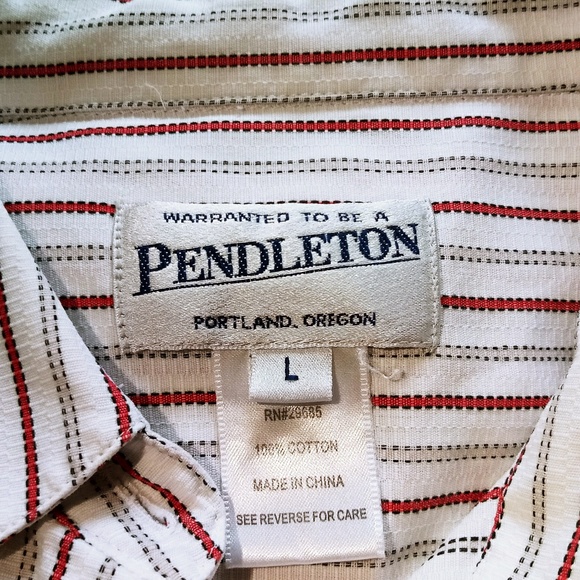 WARRANTED TO BE A
PENDLETON
PORTLAND, OREGON
L
RN#29685
100% COTTON
MADE IN CHINA
SEE REVERSE FOR CARE